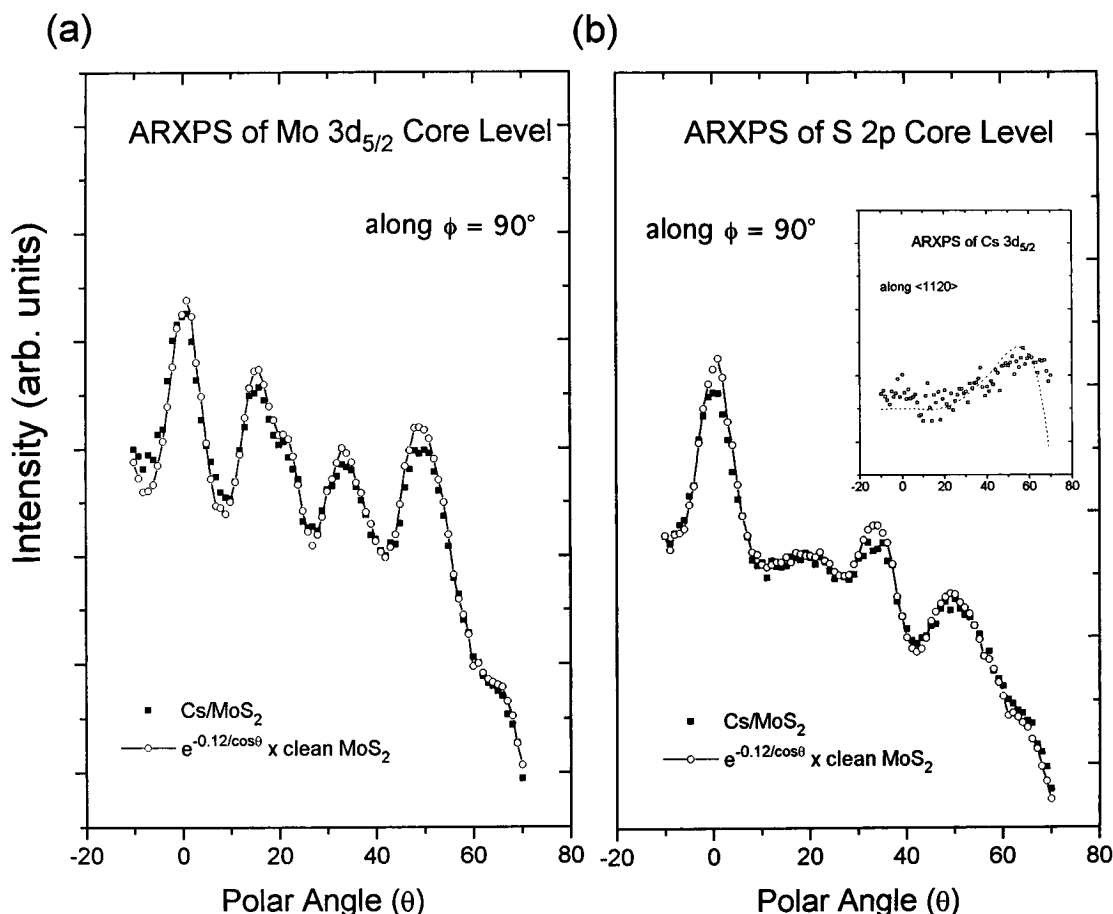 (a)
ARXPS of Mo 3d5/2 Core Level
along ϕ = 90°
Intensity (arb. units)
Cs/MoS2
e-0.12/cosθ x clean MoS2
-20 0 20 40 60 80
Polar Angle (θ)
(b)
ARXPS of S 2p Core Level
along ϕ = 90°
ARXPS of Cs 3d5/2
along <1120>
-20 0 20 40 60 80
Cs/MoS2
e-0.12/cosθ x clean MoS2
-20 0 20 40 60 80
Polar Angle (θ)